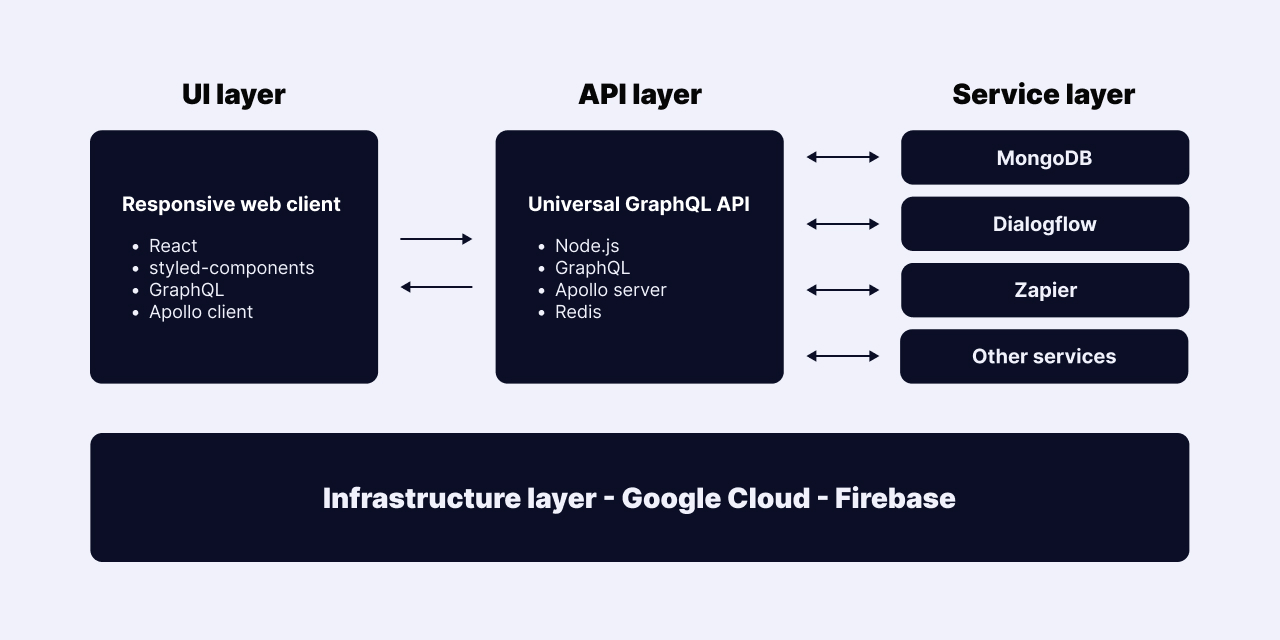 UI layer
Responsive web client
• React
• styled-components
• GraphQL
• Apollo client
API layer
Universal GraphQL API
• Node.js
• GraphQL
• Apollo server
• Redis
Service layer
MongoDB
Dialogflow
Zapier
Other services
Infrastructure layer - Google Cloud - Firebase